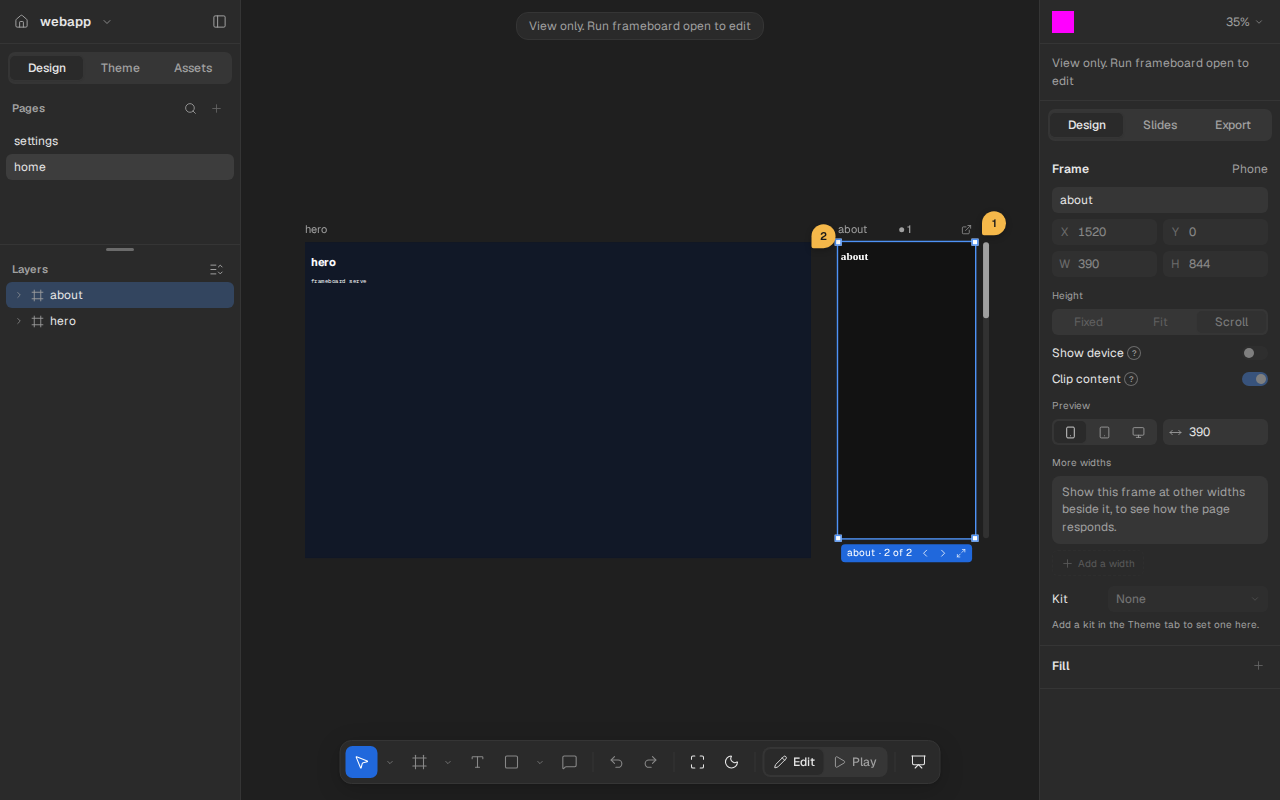 webapp
Design
Theme
Assets
Pages
settings
home
Layers
about
hero
View only. Run frameboard open to edit
hero
hero
frameboard serve
2
about
1
1
about
about · 2 of 2
Edit
Play
35%
View only. Run frameboard open to
edit
Design
Slides
Export
Frame
Phone
about
X 1520
Y 0
W 390
H 844
Height
Fixed
Fit
Scroll
Show device ?
Clip content ?
Preview
390
More widths
Show this frame at other widths
beside it, to see how the page
responds.
Add a width
Kit
None
Add a kit in the Theme tab to set one here.
Fill